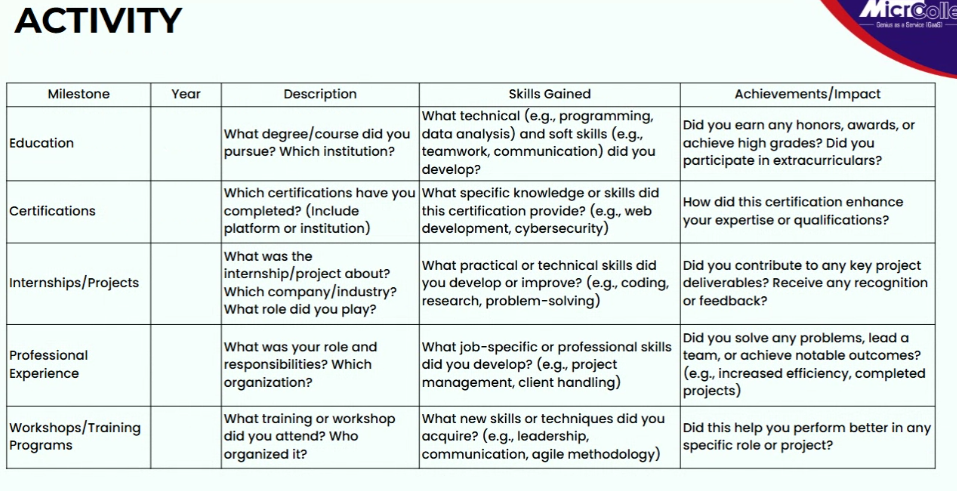 ACTIVITY
MicrColle
Genius as a Service (GaaS)
Milestone Year Description Skills Gained Achievements/Impact
Education
What degree/course did you
pursue? Which institution?
What technical (e.g., programming,
data analysis) and soft skills (e.g.,
teamwork, communication) did you
develop?
Did you earn any honors, awards, or
achieve high grades? Did you
participate in extracurriculars?
Certifications
Which certifications have you
completed? (Include
platform or institution)
What specific knowledge or skills did
this certification provide? (e.g., web
development, cybersecurity)
How did this certification enhance
your expertise or qualifications?
Internships/Projects
What was the
internship/project about?
Which company/industry?
What role did you play?
What practical or technical skills did
you develop or improve? (e.g., coding,
research, problem-solving)
Did you contribute to any key project
deliverables? Receive any recognition
or feedback?
Professional
Experience
What was your role and
responsibilities? Which
organization?
What job-specific or professional skills
did you develop? (e.g., project
management, client handling)
Did you solve any problems, lead a
team, or achieve notable outcomes?
(e.g., increased efficiency, completed
projects)
Workshops/Training
Programs
What training or workshop
did you attend? Who
organized it?
What new skills or techniques did you
acquire? (e.g., leadership,
communication, agile methodology)
Did this help you perform better in any
specific role or project?